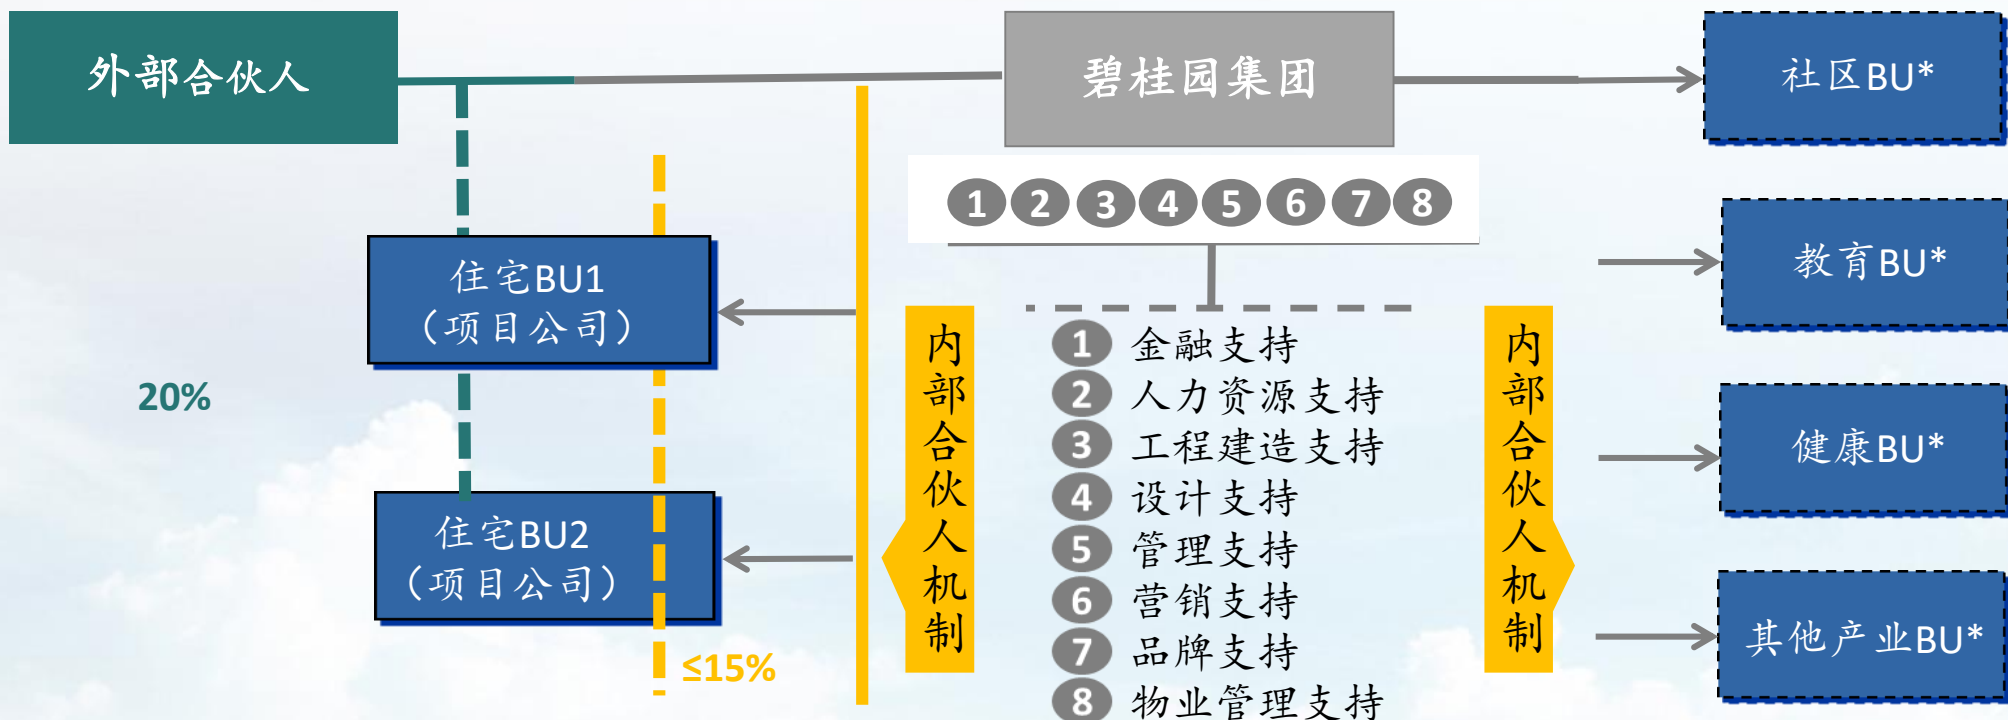 外部合伙人
碧桂园集团
社区BU*
1 2 3 4 5 6 7 8
教育BU*
住宅BU1
（项目公司）
20%
住宅BU2
（项目公司）
≤15%
内部合伙人机制
1 金融支持
2 人力资源支持
3 工程建造支持
4 设计支持
5 管理支持
6 营销支持
7 品牌支持
8 物业管理支持
内部合伙人机制
健康BU*
其他产业BU*